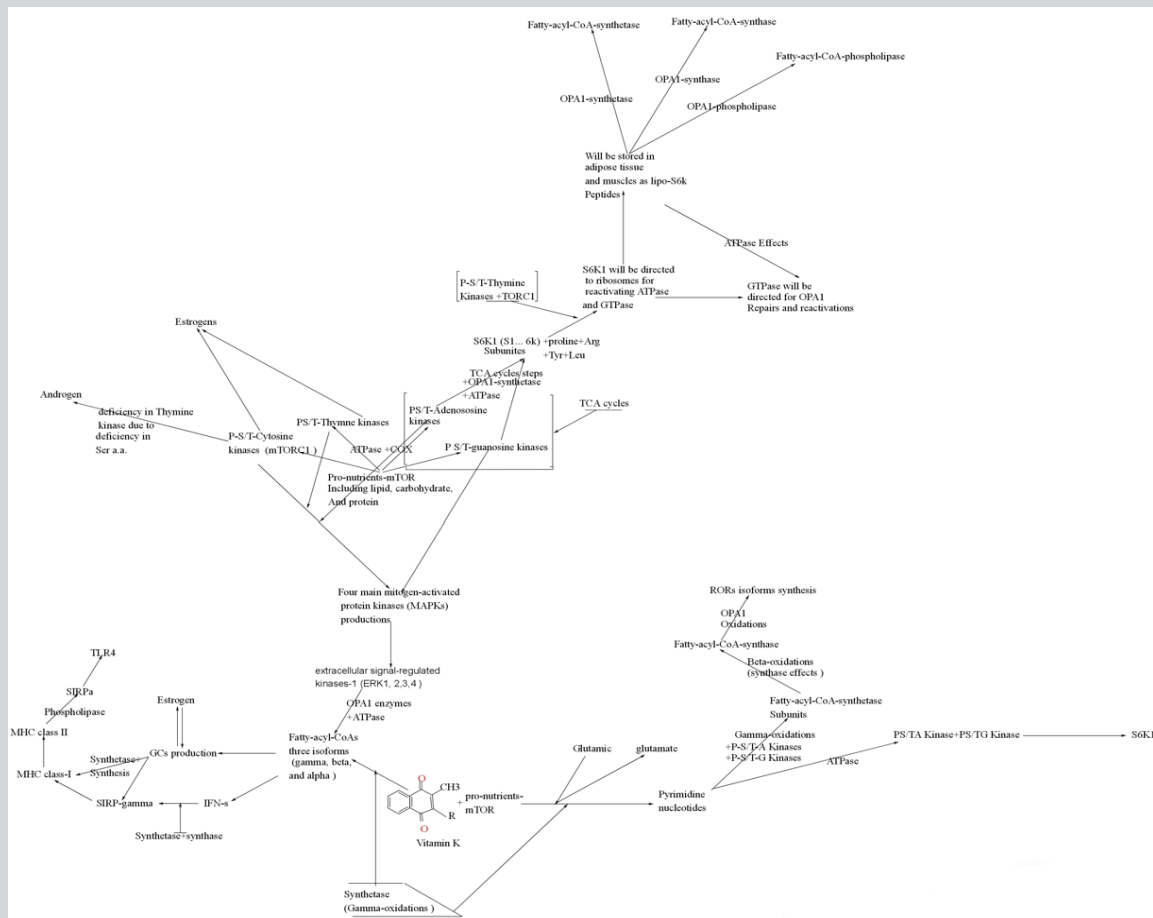 Fatty-acyl-CoA-synthetase
Fatty-acyl-CoA-synthase
Fatty-acyl-CoA-phospholipase
OPA1-synthase
OPA1-synthetase
OPA1-phospholipase
Will be stored in
adipose tissue
and muscles as lipo-S6k
Peptides
ATPase Effects
S6K1 will be directed
to ribosomes for
reactivating ATPase
and GTPase
GTPase will be
directed for OPA1
Repairs and reactivations
P-S/T-Thymine
Kinases +TORC1
Estrogens
S6K1 (S1... 6k) +proline+Arg
Subunites
+Tyr+Leu
TCA cycles steps
+OPA1-synthetase
+ATPase
Androgen
deficiency in Thymine
kinase due to
deficiency in
Ser a.a.
PS/T-Thymne kinases
PS/T-Adenososine
kinases
TCA cycles
P-S/T-Cytosine
kinases (mTORC1 )
ATPase +COX
P S/T-guanosine kinases
Pro-nutrients-mTOR
Including lipid, carbohydrate,
And protein
Four main mitogen-activated
protein kinases (MAPKs)
productions
extracellular signal-regulated
kinases-1 (ERK1, 2,3,4 )
OPA1 enzymes
+ATPase
Fatty-acyl-CoAs
three isoforms
(gamma, beta,
and alpha )
TLR4
SIRPa
Phospholipase
MHC class II
Estrogen
GCs production
Synthetase+
Synthesis
MHC class-I
SIRP-gamma
IFN-s
Synthetase+synthase
RORs isoforms synthesis
OPA1
Oxidations
Fatty-acyl-CoA-synthase
Beta-oxidations
(synthase effects )
Fatty-acyl-CoA-synthetase
Subunits
Gamma-oxidations
+P-S/T-A Kinases
+P-S/T-G Kinases
PS/TA Kinase+PS/TG Kinase
S6K1
ATPase
Glutamic
glutamate
O
CH3
R
O
+ pro-nutrients-
mTOR
Vitamin K
Pyrimidine
nucleotides
Synthetase
(Gamma-oxidations )